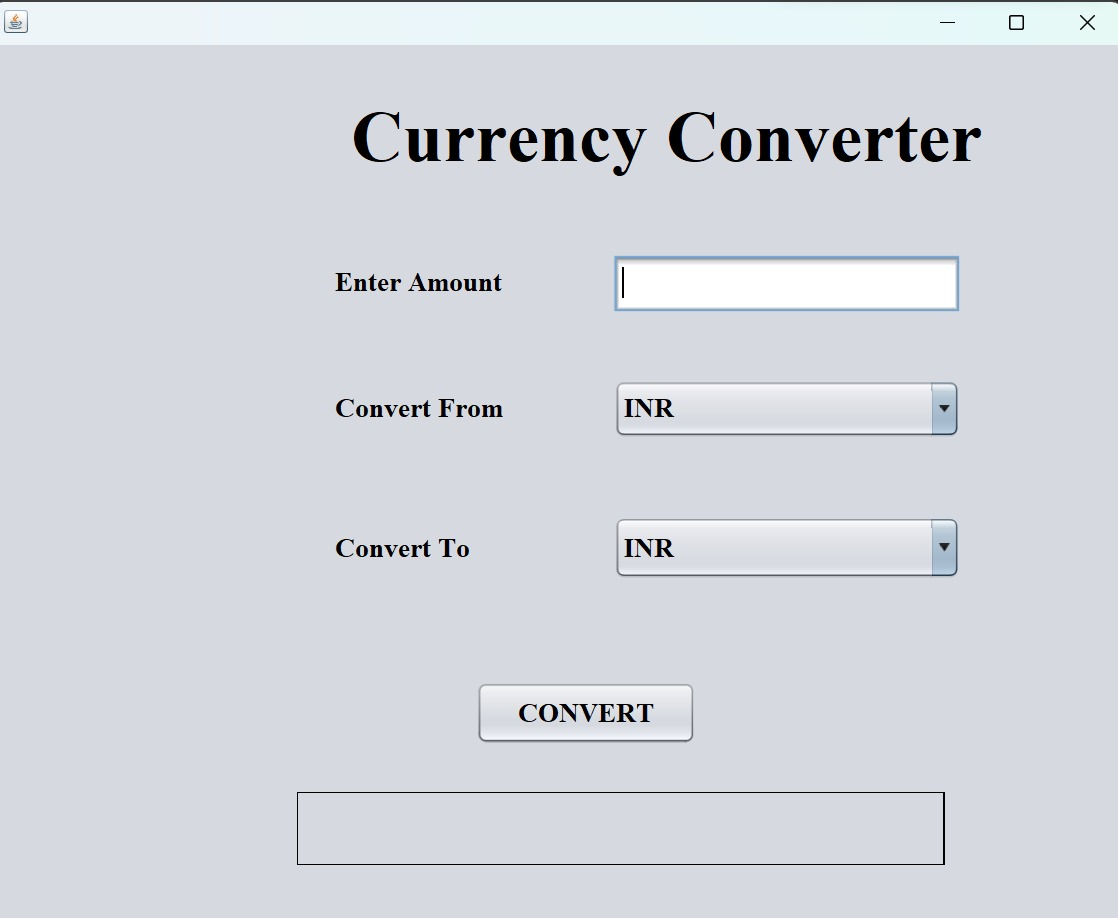 Currency Converter
Enter Amount
Convert From
INR
Convert To
INR
CONVERT